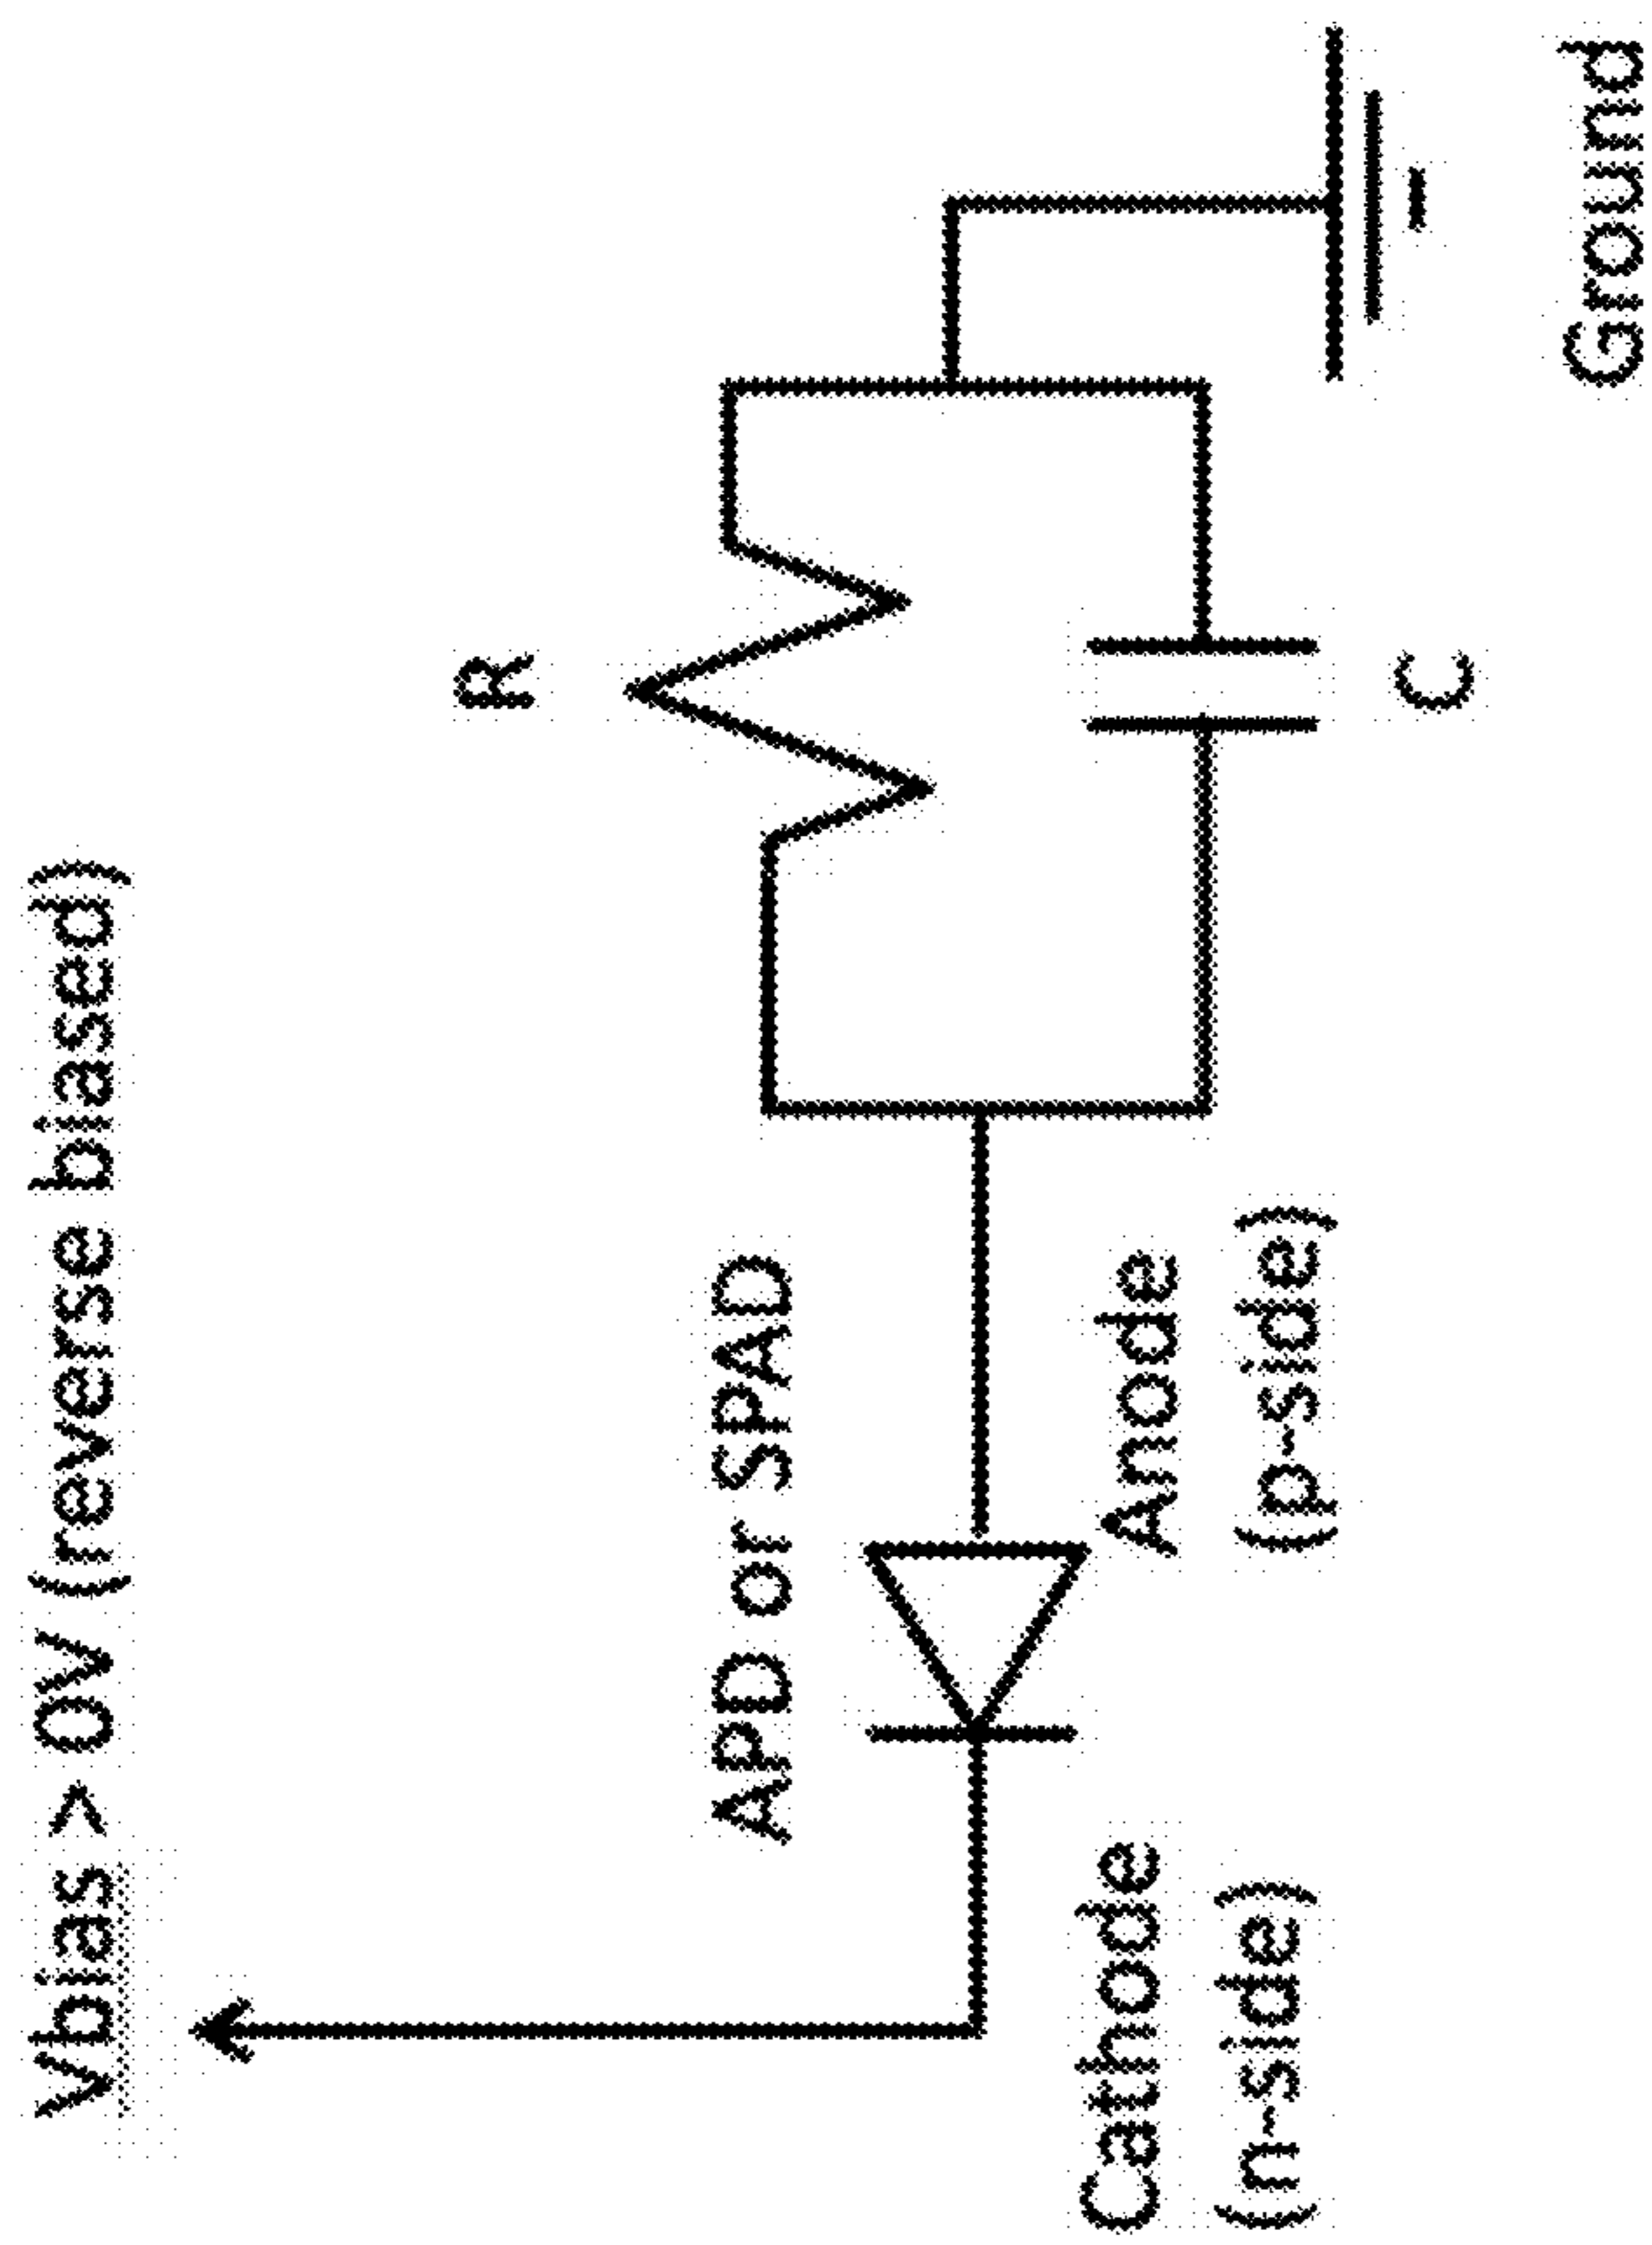 Vbias > 0V (reverse biased)
R
APD or SPAD
Cathode
(n-side)
Anode
(p-side)
C
Ground